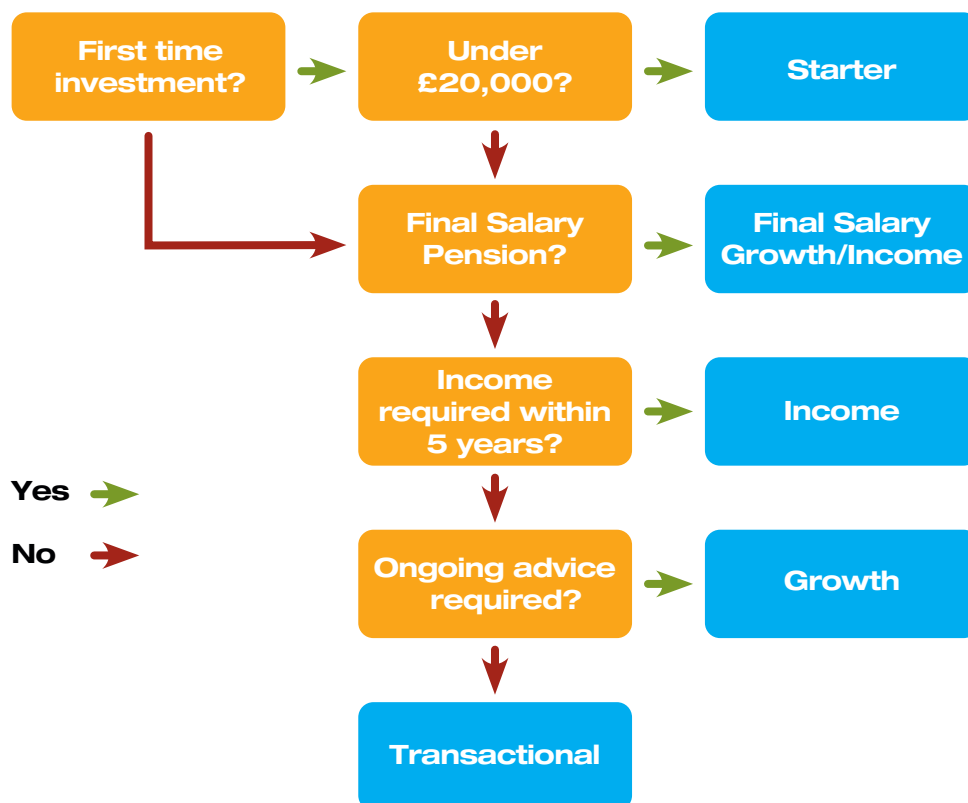 First time
investment?
Under
£20,000?
Starter
Final Salary
Pension?
Final Salary
Growth/Income
Income
required within
5 years?
Income
Yes
No
Ongoing advice
required?
Growth
Transactional